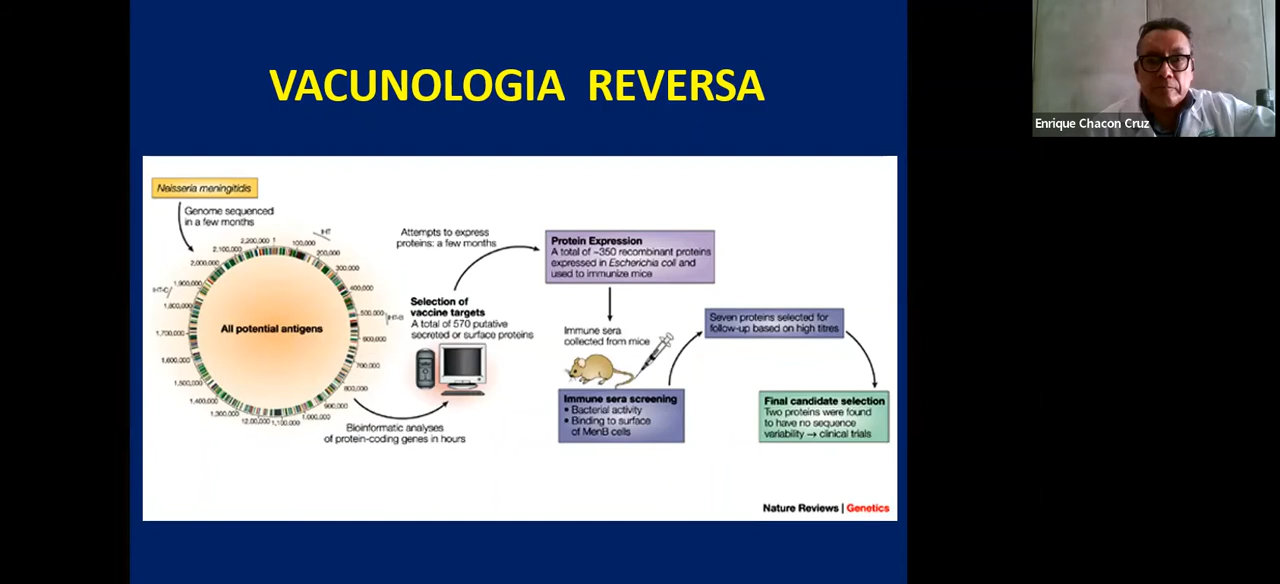 VACUNOLOGIA REVERSA
Enrique Chacon Cruz
Neisseria meningitidis
Genome sequenced
in a few months
All potential antigens
1
100,000
200,000
300,000
400,000
500,000
600,000
700,000
800,000
900,000
1,000,000
1,100,000
12,00,000
1,300,000
1,400,000
1,500,000
1,600,000
1,700,000
1,800,000
1,900,000
2,000,000
2,100,000
2,200,000
IHT
IHT-B
IHT-C
Bioinformatic analyses
of protein-coding genes in hours
Selection of
vaccine targets
A total of 570 putative
secreted or surface proteins
Attempts to express
proteins: a few months
Protein Expression
A total of ~350 recombinant proteins
expressed in Escherichia coli and
used to immunize mice
Immune sera
collected from mice
Immune sera screening
• Bacterial activity
• Binding to surface
of MenB cells
Seven proteins selected for
follow-up based on high titres
Final candidate selection
Two proteins were found
to have no sequence
variability → clinical trials
Nature Reviews | Genetics